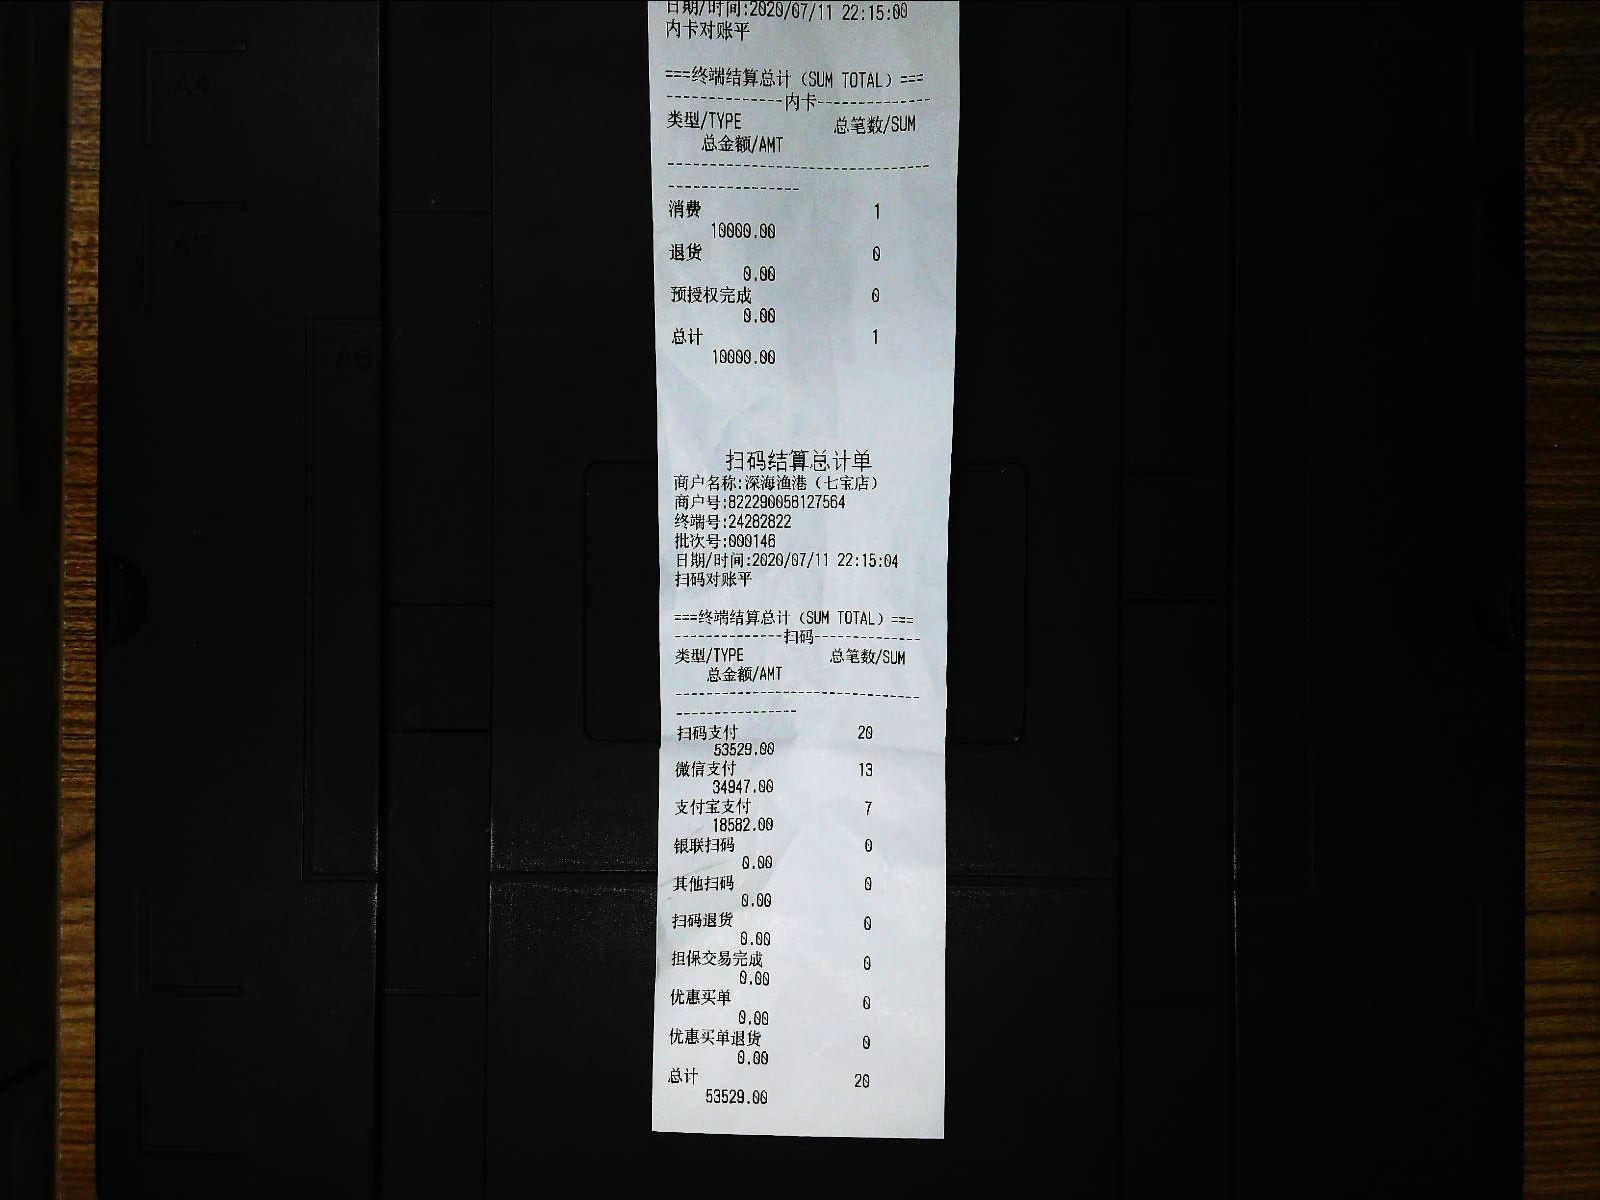 日期/时间:2020/07/11 22:15:00
内卡对账平
===终端结算总计（SUM TOTAL）===
---------------内卡---------------
类型/TYPE 总笔数/SUM
总金额/AMT
消费 1
10000.00
退货 0
0.00
预授权完成 0
0.00
总计 1
10000.00
扫码结算总计单
商户名称:深海渔港（七宝店）
商户号:822290058127564
终端号:24282822
批次号:000146
日期/时间:2020/07/11 22:15:04
扫码对账平
===终端结算总计（SUM TOTAL）===
---------------扫码---------------
类型/TYPE 总笔数/SUM
总金额/AMT
扫码支付 20
53529.00
微信支付 13
34947.00
支付宝支付 7
18582.00
银联扫码 0
0.00
其他扫码 0
0.00
扫码退货 0
0.00
担保交易完成 0
0.00
优惠买单 0
0.00
优惠买单退货 0
0.00
总计 20
53529.00
A4
A5
A6